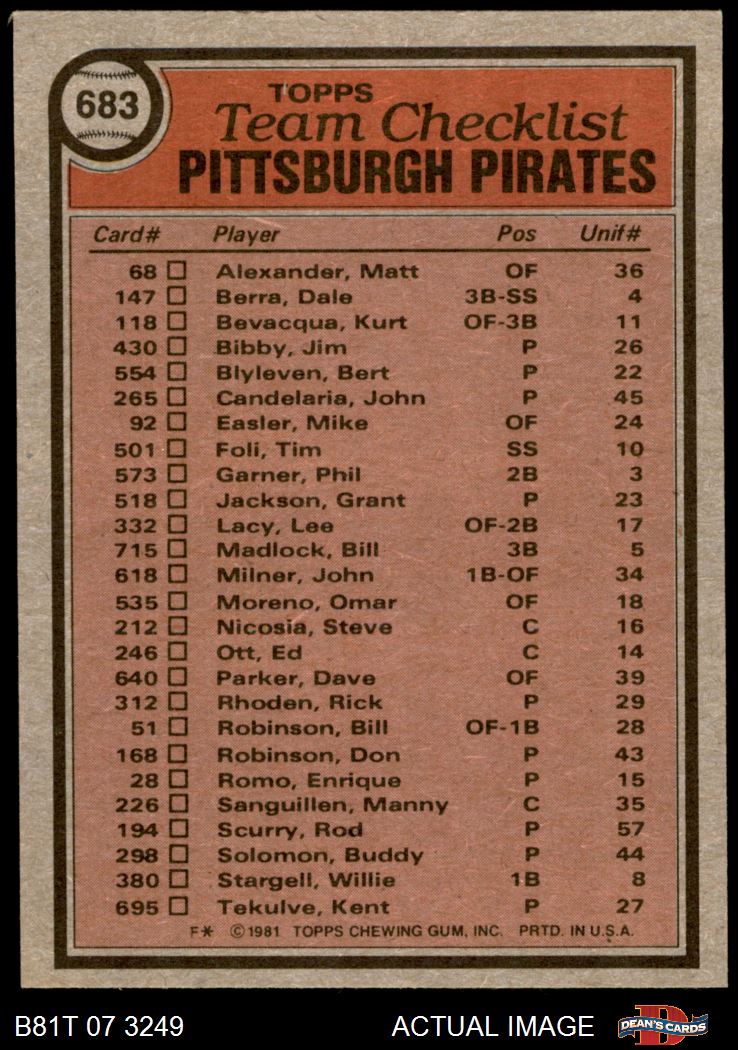 683
TOPPS
Team Checklist
PITTSBURGH PIRATES
Card# Player Pos Unif#
68 Alexander, Matt OF 36
147 Berra, Dale 3B-SS 4
118 Bevacqua, Kurt OF-3B 11
430 Bibby, Jim P 26
554 Blyleven, Bert P 22
265 Candelaria, John P 45
92 Easler, Mike OF 24
501 Foli, Tim SS 10
573 Garner, Phil 2B 3
518 Jackson, Grant P 23
332 Lacy, Lee OF-2B 17
715 Madlock, Bill 3B 5
618 Milner, John 1B-OF 34
535 Moreno, Omar OF 18
212 Nicosia, Steve C 16
246 Ott, Ed C 14
640 Parker, Dave OF 39
312 Rhoden, Rick P 29
51 Robinson, Bill OF-1B 28
168 Robinson, Don P 43
28 Romo, Enrique P 15
226 Sanguillen, Manny C 35
194 Scurry, Rod P 57
298 Solomon, Buddy P 44
380 Stargell, Willie 1B 8
695 Tekulve, Kent P 27
F* ©1981 TOPPS CHEWING GUM, INC. PRTD. IN U.S.A.
B81T 07 3249 ACTUAL IMAGE DEAN'S CARDS